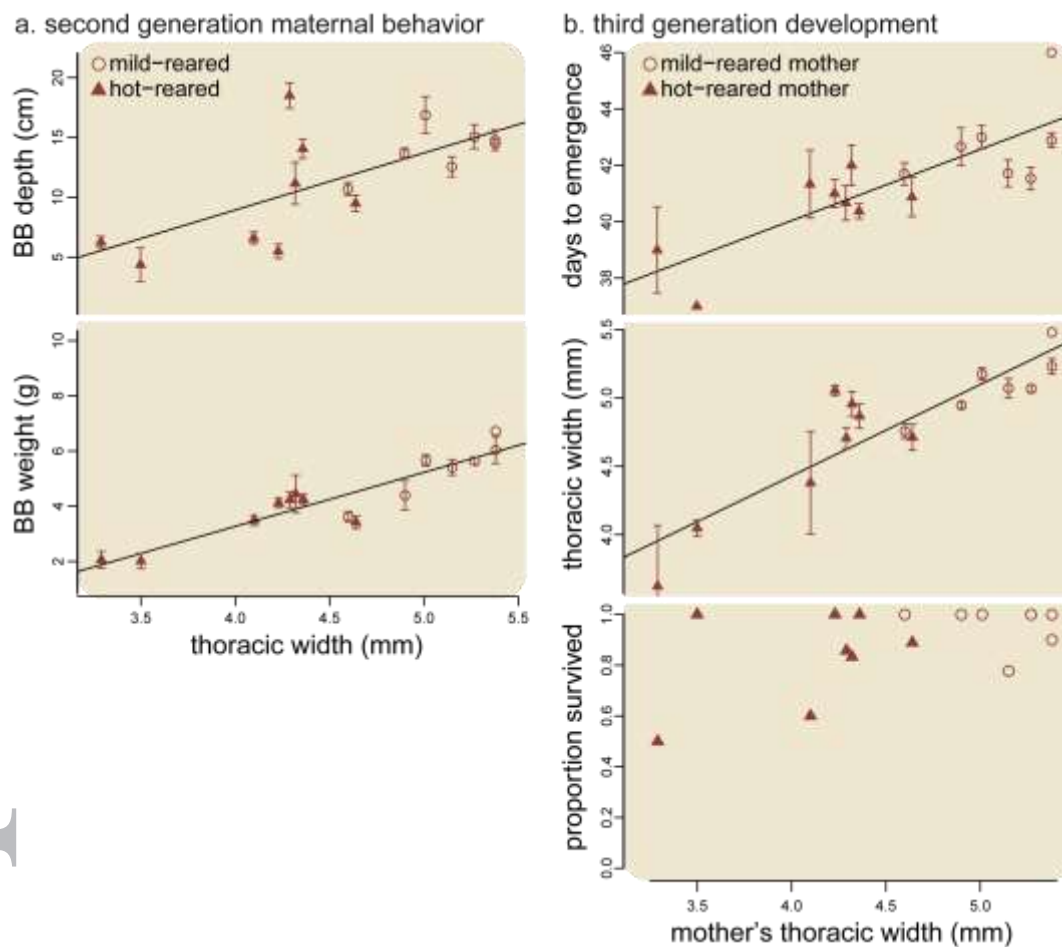 a. second generation maternal behavior
mild-reared
hot-reared
BB depth (cm)
20
15
10
5
BB weight (g)
10
8
6
4
2
3.5 4.0 4.5 5.0 5.5
thoracic width (mm)
b. third generation development
mild-reared mother
hot-reared mother
days to emergence
46
44
42
40
38
thoracic width (mm)
5.5
5.0
4.5
4.0
proportion survived
1.0
0.8
0.6
0.4
0.2
0.0
3.5 4.0 4.5 5.0
mother's thoracic width (mm)